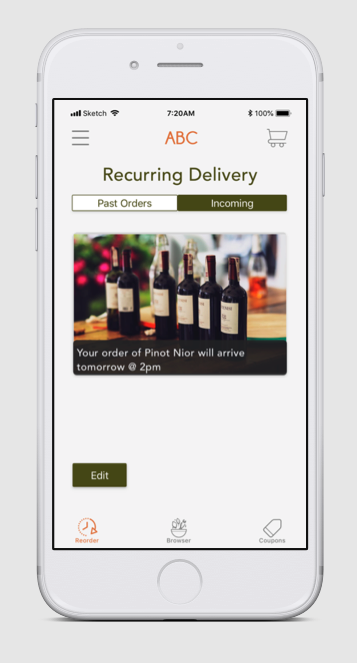 Sketch 7:20AM 100%
ABC
Recurring Delivery
Past Orders Incoming
Your order of Pinot Nior will arrive
tomorrow @ 2pm
Edit
Reorder Browser Coupons